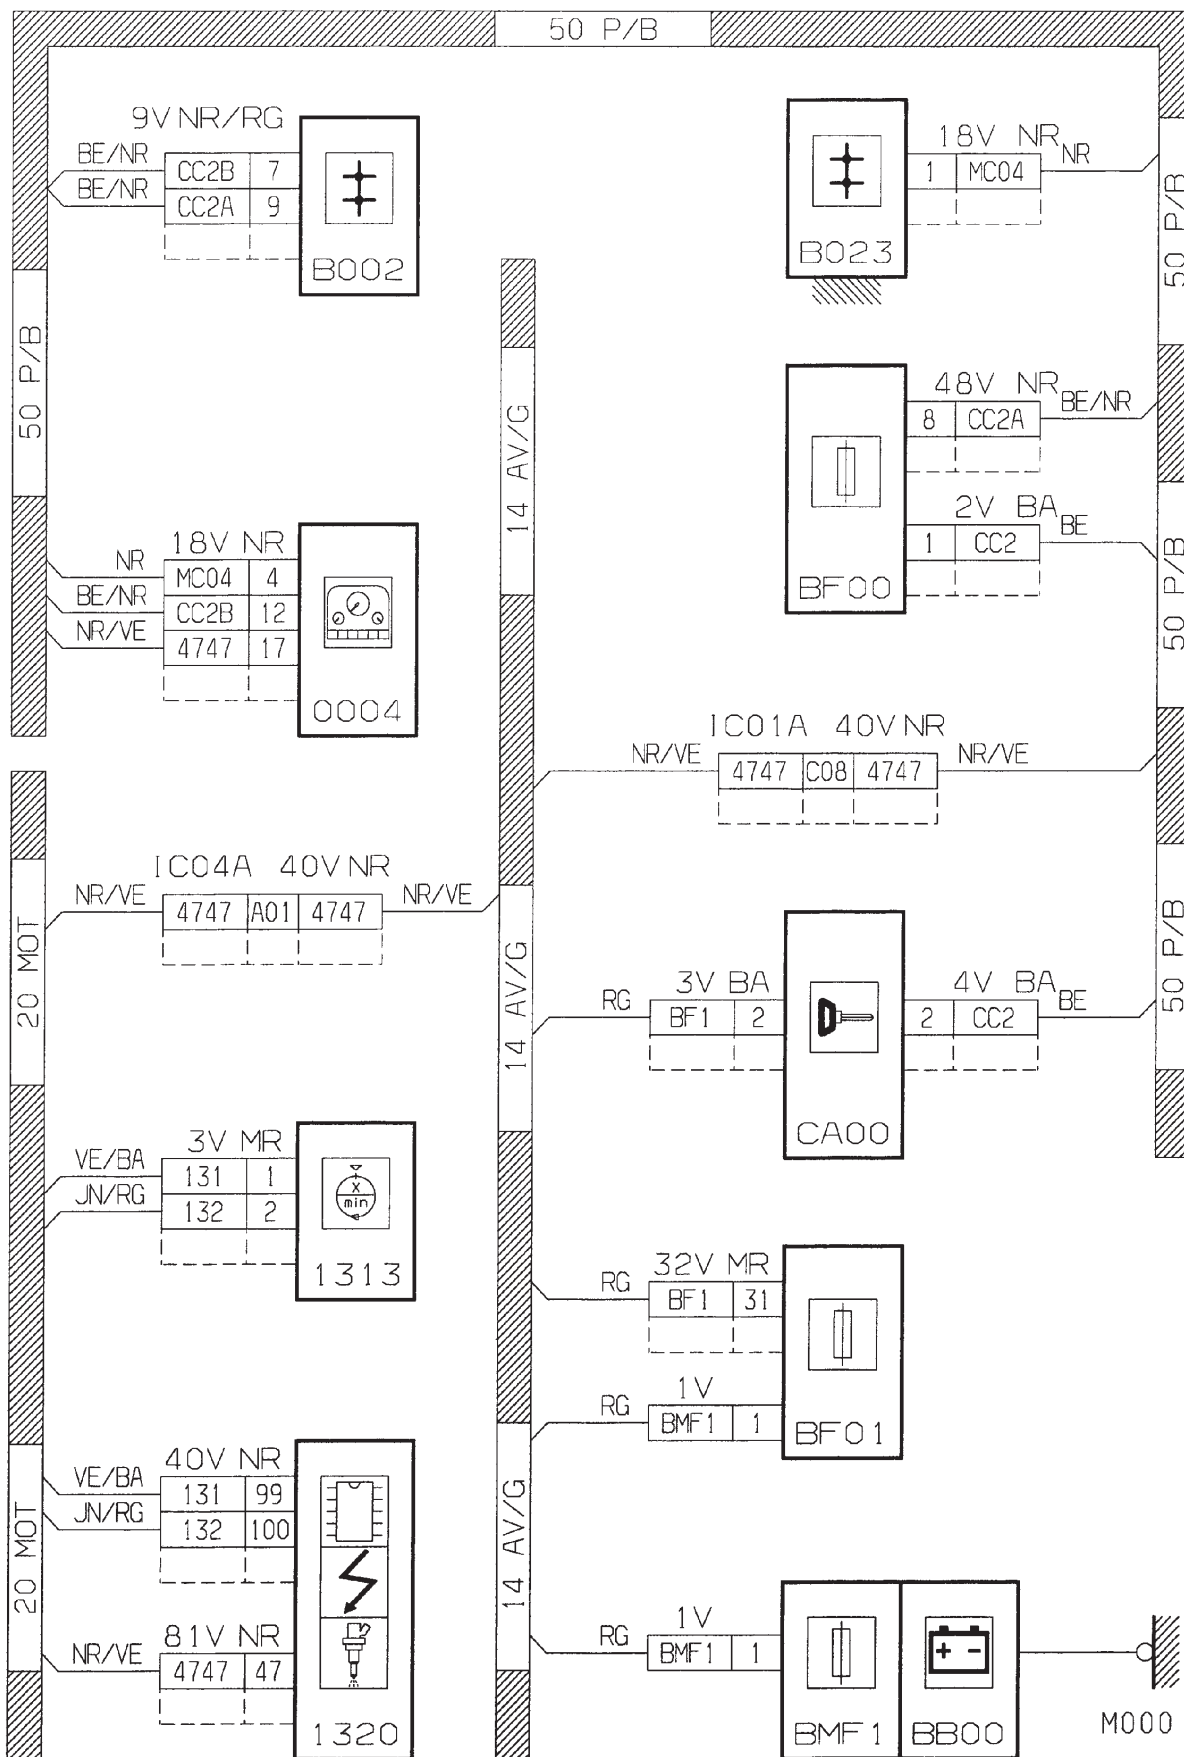 50 P/B
9V NR/RG
BE/NR CC2B 7
BE/NR CC2A 9
B002
18V NR NR
1 MC04
B023
50 P/B
50 P/B
14 AV/G
48V NR BE/NR
8 CC2A
2V BA BE
1 CC2
BF00
50 P/B
18V NR
NR MC04 4
BE/NR CC2B 12
NR/VE 4747 17
0004
IC01A 40V NR
NR/VE 4747 C08 4747 NR/VE
IC04A 40V NR
NR/VE 4747 A01 4747 NR/VE
20 MOT
14 AV/G
50 P/B
3V BA
RG BF1 2
4V BA BE
2 CC2
CA00
3V MR
VE/BA 131 1
JN/RG 132 2
X
min
1313
32V MR
RG BF1 31
1V
RG BMF1 1
BF01
40V NR
VE/BA 131 99
JN/RG 132 100
20 MOT
14 AV/G
81V NR
NR/VE 4747 47
1320
1V
RG BMF1 1
BMF1
+ -
BB00
M000